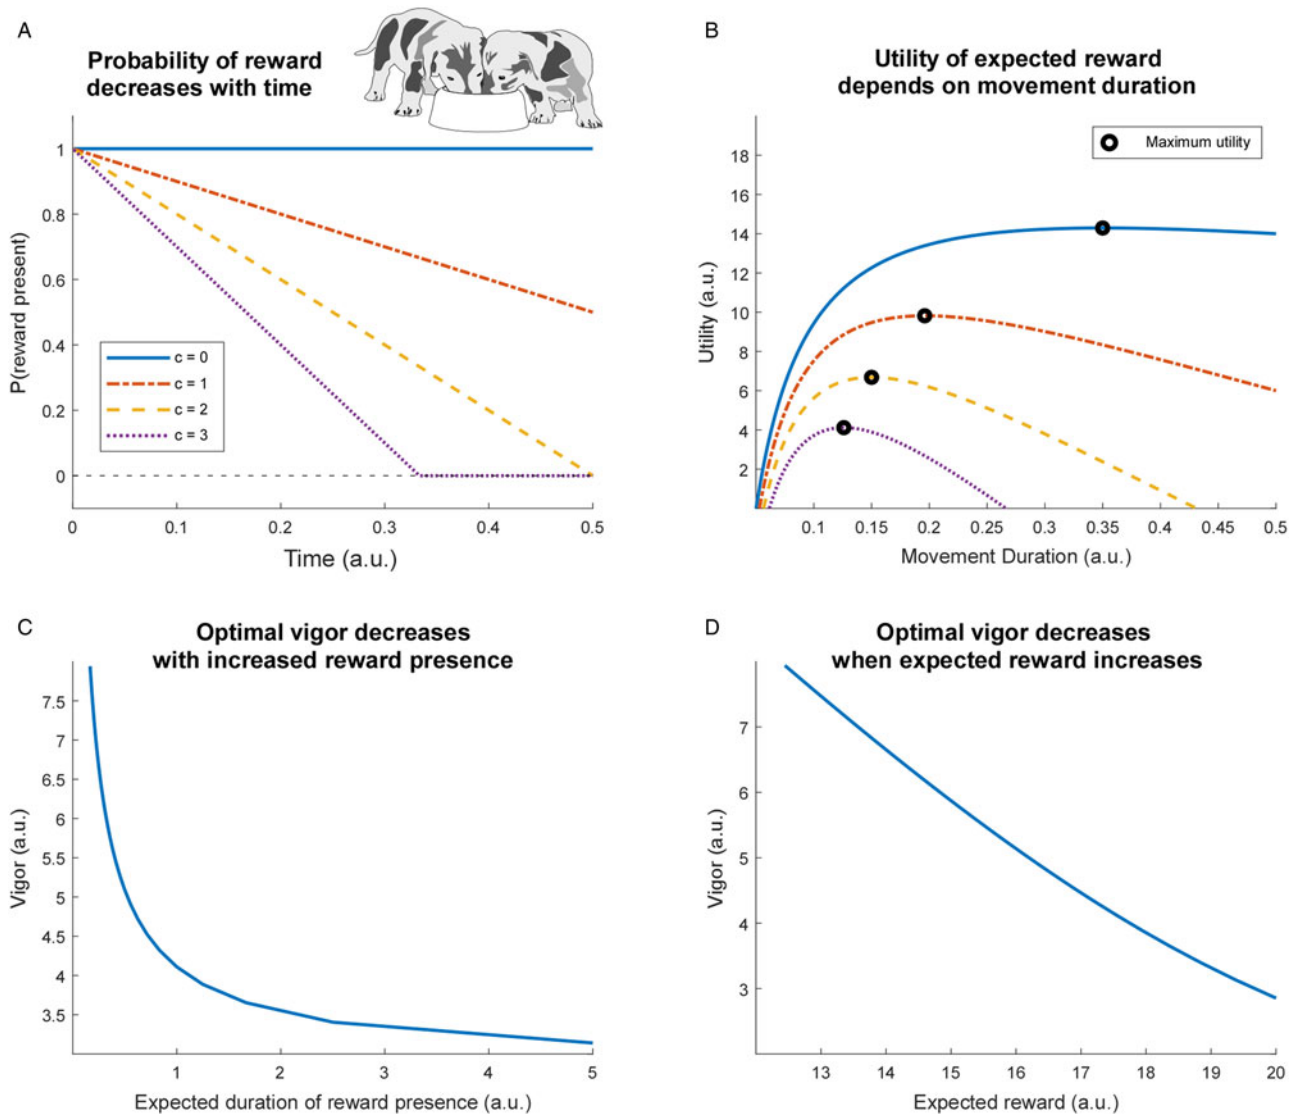 A
Probability of reward
decreases with time
P(reward present)
1
0.8
0.6
0.4
0.2
0
c = 0
c = 1
c = 2
c = 3
0 0.1 0.2 0.3 0.4 0.5
Time (a.u.)
B
Utility of expected reward
depends on movement duration
Maximum utility
Utility (a.u.)
18
16
14
12
10
8
6
4
2
0.1 0.15 0.2 0.25 0.3 0.35 0.4 0.45 0.5
Movement Duration (a.u.)
C
Optimal vigor decreases
with increased reward presence
Vigor (a.u.)
7.5
7
6.5
6
5.5
5
4.5
4
3.5
1 2 3 4 5
Expected duration of reward presence (a.u.)
D
Optimal vigor decreases
when expected reward increases
Vigor (a.u.)
7
6
5
4
3
13 14 15 16 17 18 19 20
Expected reward (a.u.)